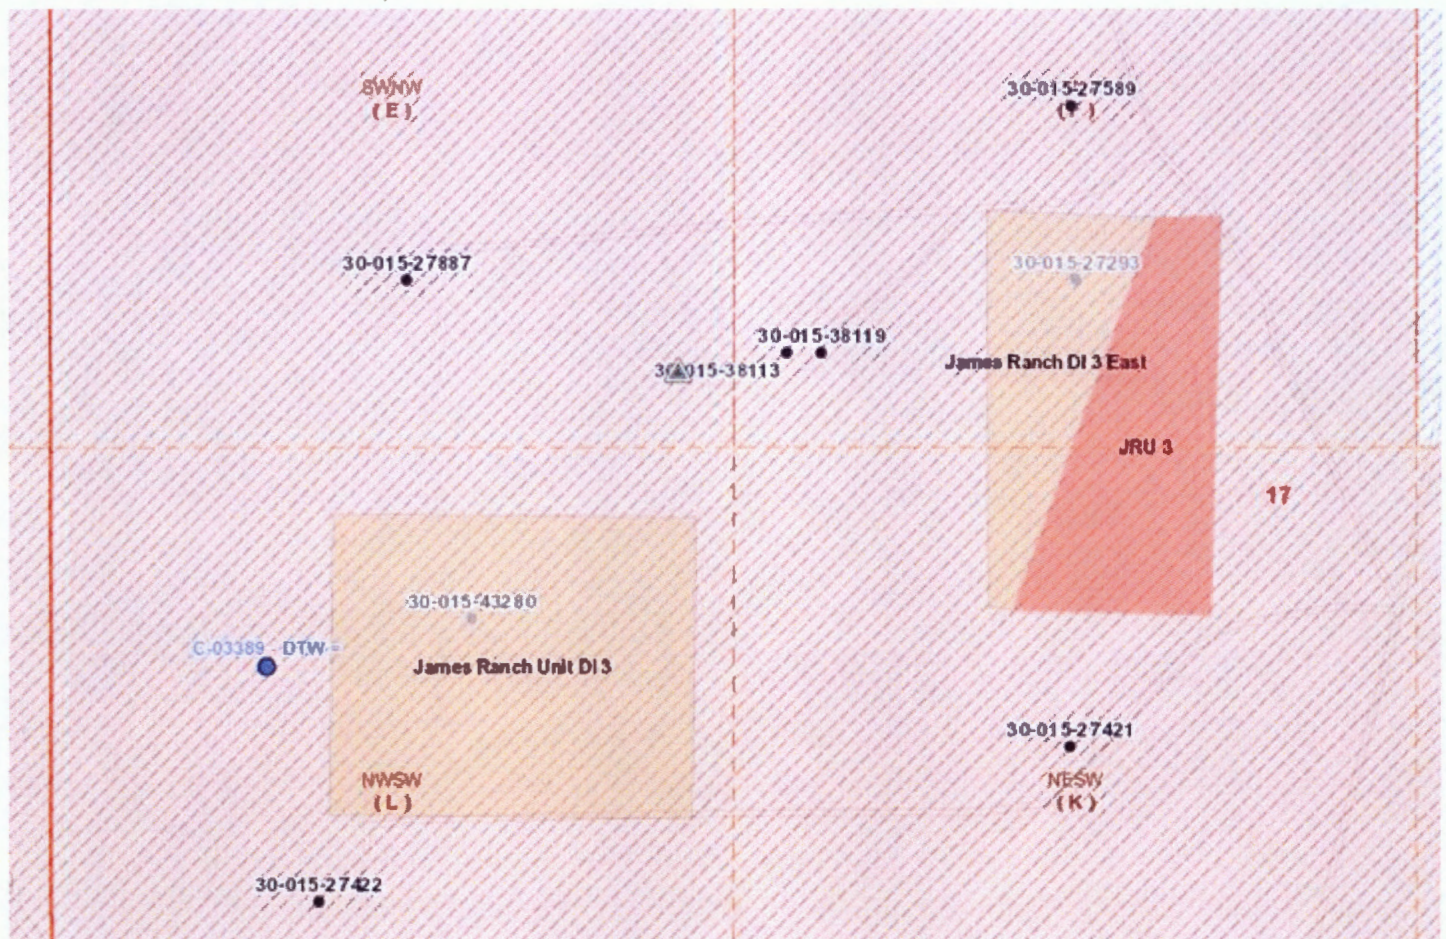 SWNW
(E)
30-015-27589
(F)
30-015-27887
30-015-27293
30-015-38119
30-015-38113
James Ranch DI 3 East
JRU 3
17
30-015-43280
C-03389 - DTW =
James Ranch Unit DI 3
30-015-27421
NWSW
(L)
NESW
(K)
30-015-27422